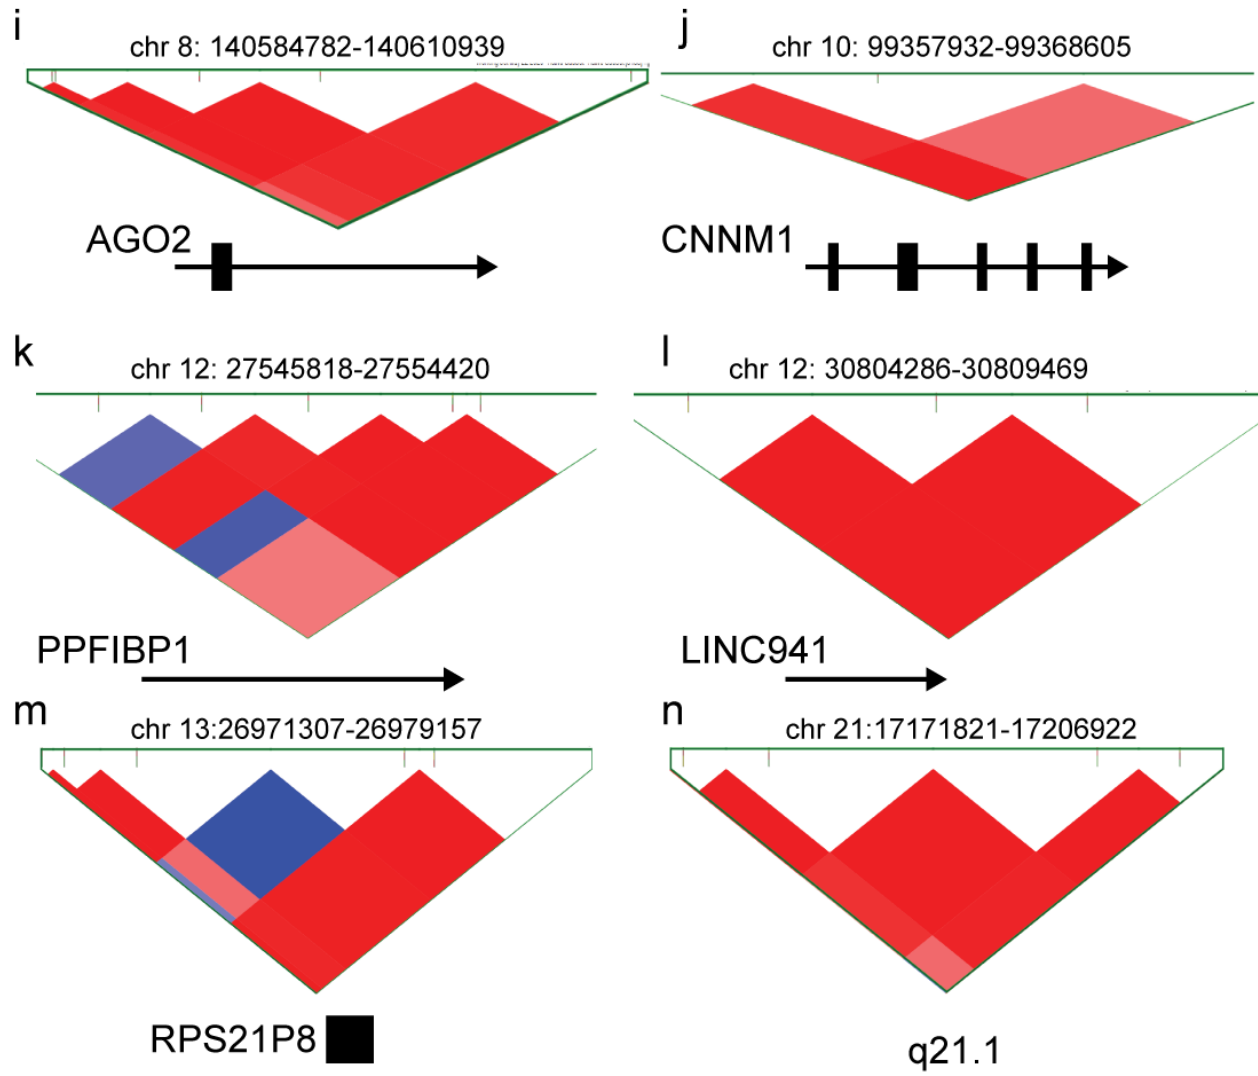 i
chr 8: 140584782-140610939
AGO2
j
chr 10: 99357932-99368605
CNNM1
k
chr 12: 27545818-27554420
PPFIBP1
l
chr 12: 30804286-30809469
LINC941
m
chr 13:26971307-26979157
RPS21P8
n
chr 21:17171821-17206922
q21.1